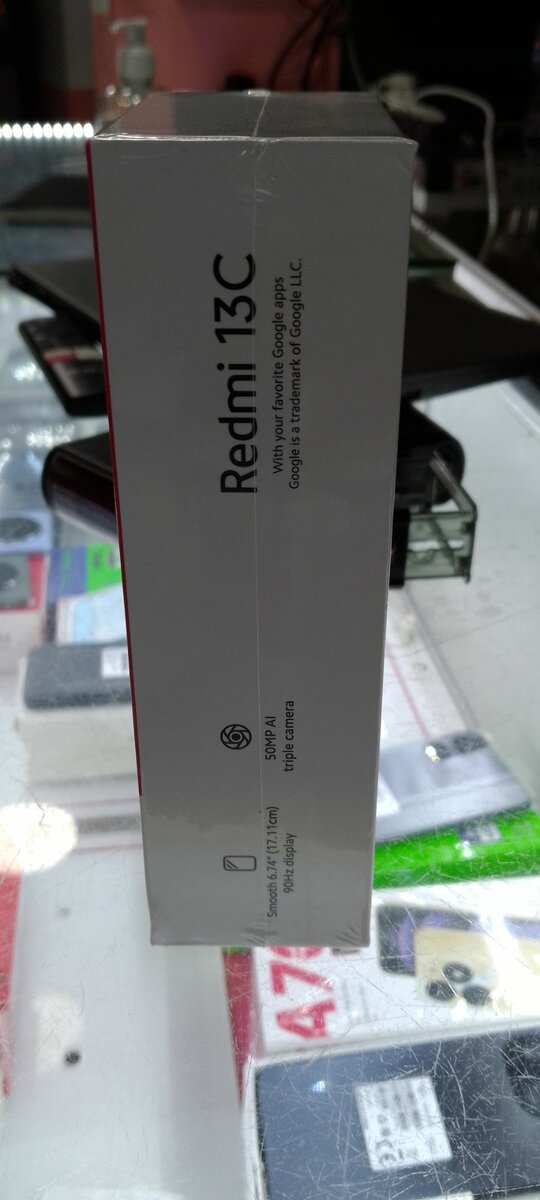 Redmi 13C
With your favorite Google apps
Google is a trademark of Google LLC.
50MP AI
triple camera
Smooth 6.74" (17.11cm)
90Hz display